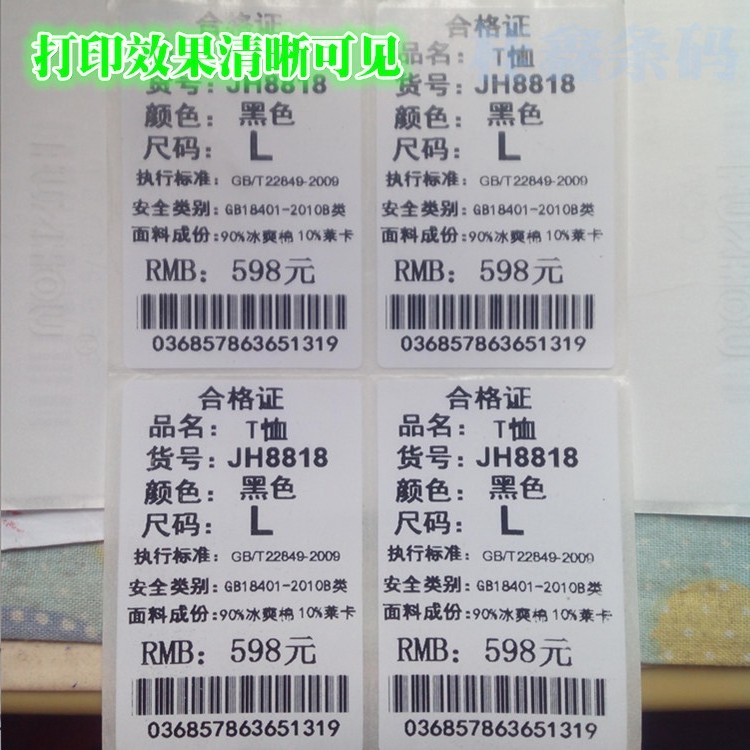 打印效果清晰可见
合格证
品名： T恤
货号：JH8818
颜色： 黑色
尺码： L
执行标准： GB/T22849-2009
安全类别：GB18401-2010B类
面料成份：90%冰爽棉 10%莱卡
RMB： 598元
036857863651319
合格证
品名： T恤
货号：JH8818
颜色： 黑色
尺码： L
执行标准： GB/T22849-2009
安全类别：GB18401-2010B类
面料成份：90%冰爽棉 10%莱卡
RMB： 598元
036857863651319
合格证
品名： T恤
货号：JH8818
颜色： 黑色
尺码： L
执行标准： GB/T22849-2009
安全类别：GB18401-2010B类
面料成份：90%冰爽棉 10%莱卡
RMB： 598元
036857863651319
合格证
品名： T恤
货号：JH8818
颜色： 黑色
尺码： L
执行标准： GB/T22849-2009
安全类别：GB18401-2010B类
面料成份：90%冰爽棉 10%莱卡
RMB： 598元
036857863651319